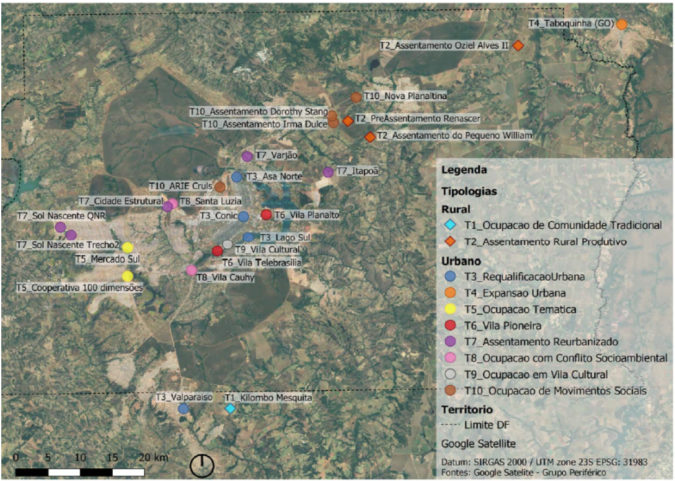 T4_Taboquinha (GO)
T2_Assentamento Oziel Alves II
T10_Nova Planaltina
T10_Assentamento Dorothy Stang
T2_PreAssentamento Renascer
T10_Assentamento Irma Dulce
T2_Assentamento do Pequeno William
T7_Varjão
T7_Itapoã
T3_Asa Norte
T10_ARIE Cruls
T7_Cidade Estrutural
T8_Santa Luzia
T7_Sol Nascente QNR
T3_Conic
T6_Vila Planalto
T7_Sol Nascente Trecho2
T3_Lago Sul
T9_Vila Cultural
T5_Mercado Sul
T6_Vila Telebrasilia
T8_Vila Cauhy
T5_Cooperativa 100 dimensões
T3_Valparaiso
T1_Kilombo Mesquita
0 5 10 15 20 km
Legenda
Tipologias
Rural
T1_Ocupacao de Comunidade Tradicional
T2_Assentamento Rural Produtivo
Urbano
T3_RequalificacaoUrbana
T4_Expansao Urbana
T5_Ocupacao Tematica
T6_Vila Pioneira
T7_Assentamento Reurbanizado
T8_Ocupacao com Conflito Socioambiental
T9_Ocupacao em Vila Cultural
T10_Ocupacao de Movimentos Sociais
Territorio
Limite DF
Google Satellite
Datum: SIRGAS 2000 / UTM zone 23S EPSG: 31983
Fontes: Google Satelite - Grupo Periférico